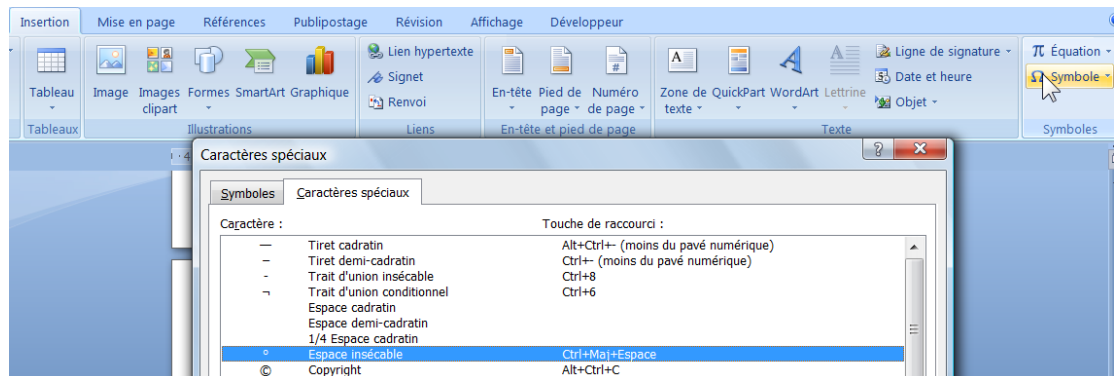 Insertion Mise en page Références Publipostage Révision Affichage Développeur
Tableau
Tableaux
Image
Images clipart
Formes
SmartArt
Graphique
Illustrations
Lien hypertexte
Signet
Renvoi
Liens
En-tête
Pied de page
Numéro de page
En-tête et pied de page
Zone de texte
QuickPart
WordArt
Lettrine
Ligne de signature
Date et heure
Objet
Texte
π Équation
Ω Symbole
Symboles
Caractères spéciaux
Symboles Caractères spéciaux
Caractère : Touche de raccourci :
— Tiret cadratin Alt+Ctrl+- (moins du pavé numérique)
– Tiret demi-cadratin Ctrl+- (moins du pavé numérique)
- Trait d'union insécable Ctrl+8
¬ Trait d'union conditionnel Ctrl+6
Espace cadratin
Espace demi-cadratin
1/4 Espace cadratin
° Espace insécable Ctrl+Maj+Espace
© Copyright Alt+Ctrl+C